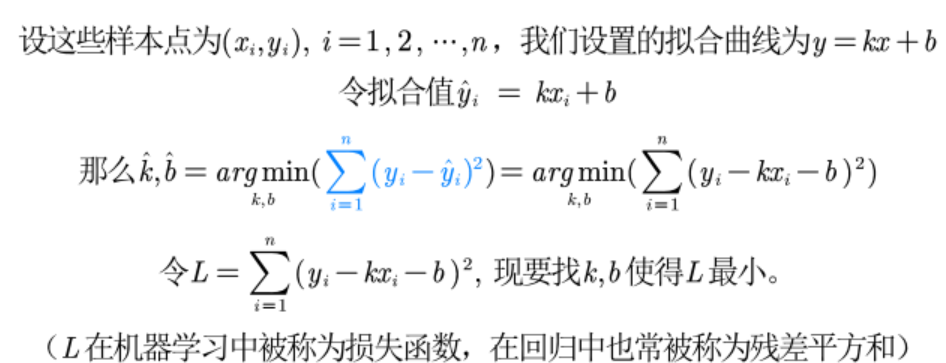 设这些样本点为(xᵢ,yᵢ), i=1,2,⋯,n，我们设置的拟合曲线为y=kx+b
令拟合值ŷᵢ = kxᵢ+b
那么k̂,b̂ = arg min_{k,b}(∑_{i=1}^{n}(yᵢ−ŷᵢ)²)= arg min_{k,b}(∑_{i=1}^{n}(yᵢ−kxᵢ−b)²)
令L=∑_{i=1}^{n}(yᵢ−kxᵢ−b)², 现要找k,b使得L最小。
（L在机器学习中被称为损失函数，在回归中也常被称为残差平方和）